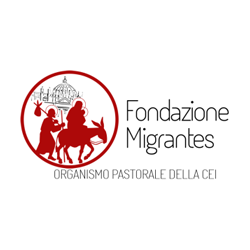 Fondazione
Migrantes
ORGANISMO PASTORALE DELLA CEI